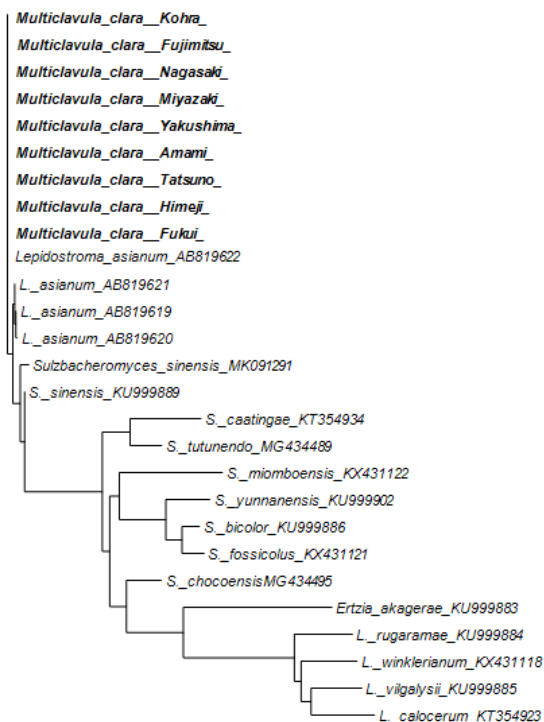 Multiclavula_clara__Kohra_
Multiclavula_clara__Fujimitsu_
Multiclavula_clara__Nagasaki_
Multiclavula_clara__Miyazaki_
Multiclavula_clara__Yakushima_
Multiclavula_clara__Amami_
Multiclavula_clara__Tatsuno_
Multiclavula_clara__Himeji_
Multiclavula_clara__Fukui_
Lepidostroma_asianum_AB819622
L._asianum_AB819621
L._asianum_AB819619
L._asianum_AB819620
Sulzbacheromyces_sinensis_MK091291
S._sinensis_KU999889
S._caatingae_KT354934
S._tutunendo_MG434489
S._miomboensis_KX431122
S._yunnanensis_KU999902
S._bicolor_KU999886
S._fossicolus_KX431121
S._chocoensisMG434495
Ertzia_akagerae_KU999883
L._rugaramae_KU999884
L._winklerianum_KX431118
L._vilgalysii_KU999885
L._calocerum_KT354923